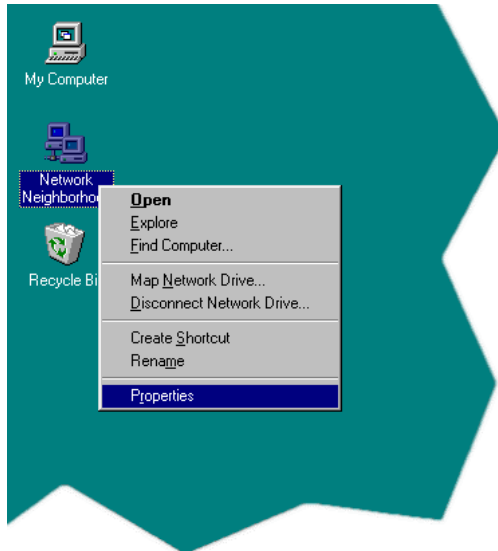 My Computer
Network
Neighborho
Recycle Bi
Open
Explore
Find Computer...
Map Network Drive...
Disconnect Network Drive...
Create Shortcut
Rename
Properties